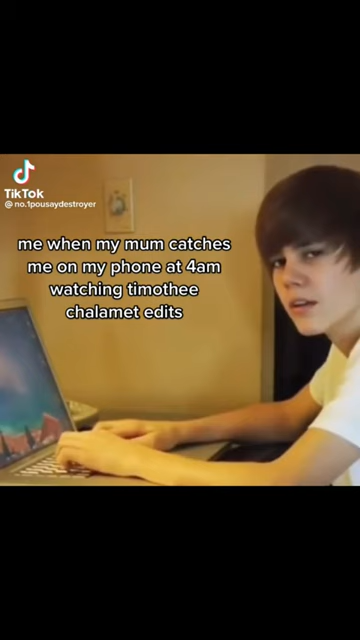 TikTok
@ no.1pousaydestroyer
me when my mum catches
me on my phone at 4am
watching timothee
chalamet edits